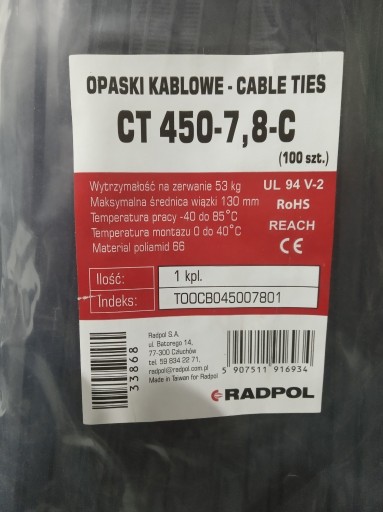 OPASKI KABLOWE - CABLE TIES
CT 450-7,8-C
(100 szt.)
Wytrzymałość na zerwanie 53 kg
Maksymalna średnica wiązki 130 mm
Temperatura pracy -40 do 85°C
Temperatura montazu 0 do 40°C
Materiał poliamid 66
UL 94 V-2
RoHS
REACH
CE
Ilość: 1 kpl.
Indeks: TOOCB045007801
33868
Radpol S.A.
ul. Batorego 14,
77-300 Człuchów
tel. 59 834 22 71,
radpol@radpol.com.pl
Made in Taiwan for Radpol
5 907511 916934
RADPOL